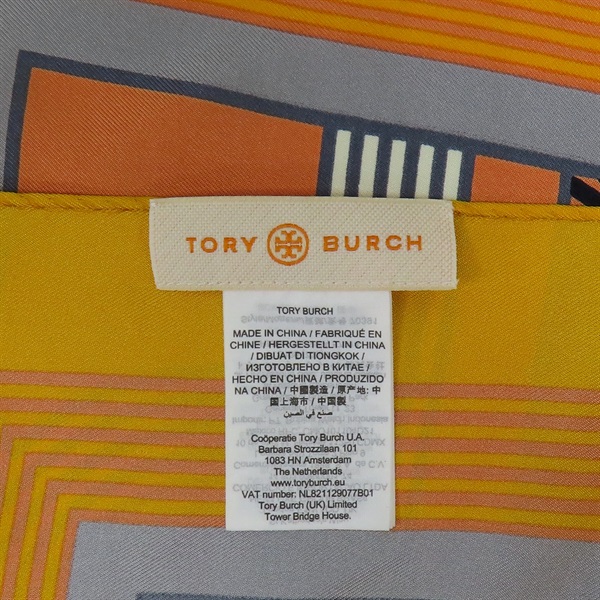 TORY BURCH
TORY BURCH
MADE IN CHINA / FABRIQUÉ EN
CHINE / HERGESTELLT IN CHINA
/ DIBUAT DI TIONGKOK /
ИЗГОТОВЛЕНО В КИТАЕ /
HECHO EN CHINA / PRODUZIDO
NA CHINA / 中國製造 / 原产地: 中
国上海市 / 中国製
صنع في الصين
Coöperatie Tory Burch U.A.
Barbara Strozzilaan 101
1083 HN Amsterdam
The Netherlands
www.toryburch.eu
VAT number: NL821129077B01
Tory Burch (UK) Limited
Tower Bridge House.